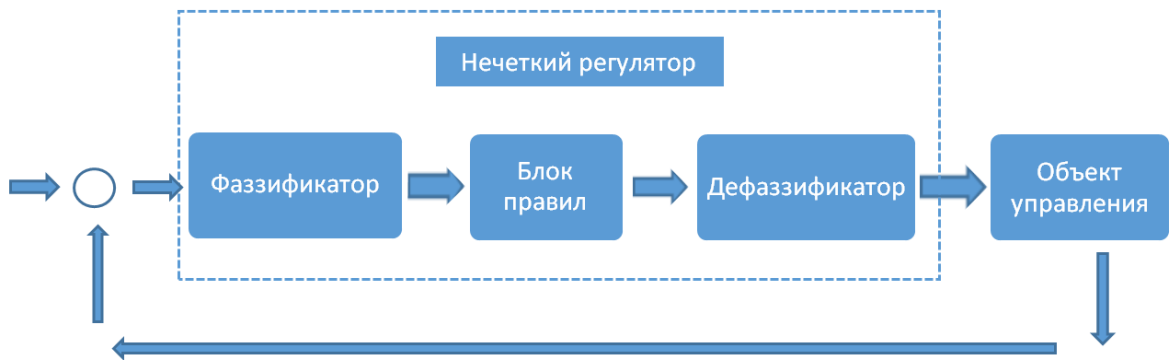 Нечеткий регулятор
Фаззификатор
Блок
правил
Дефаззификатор
Объект
управления